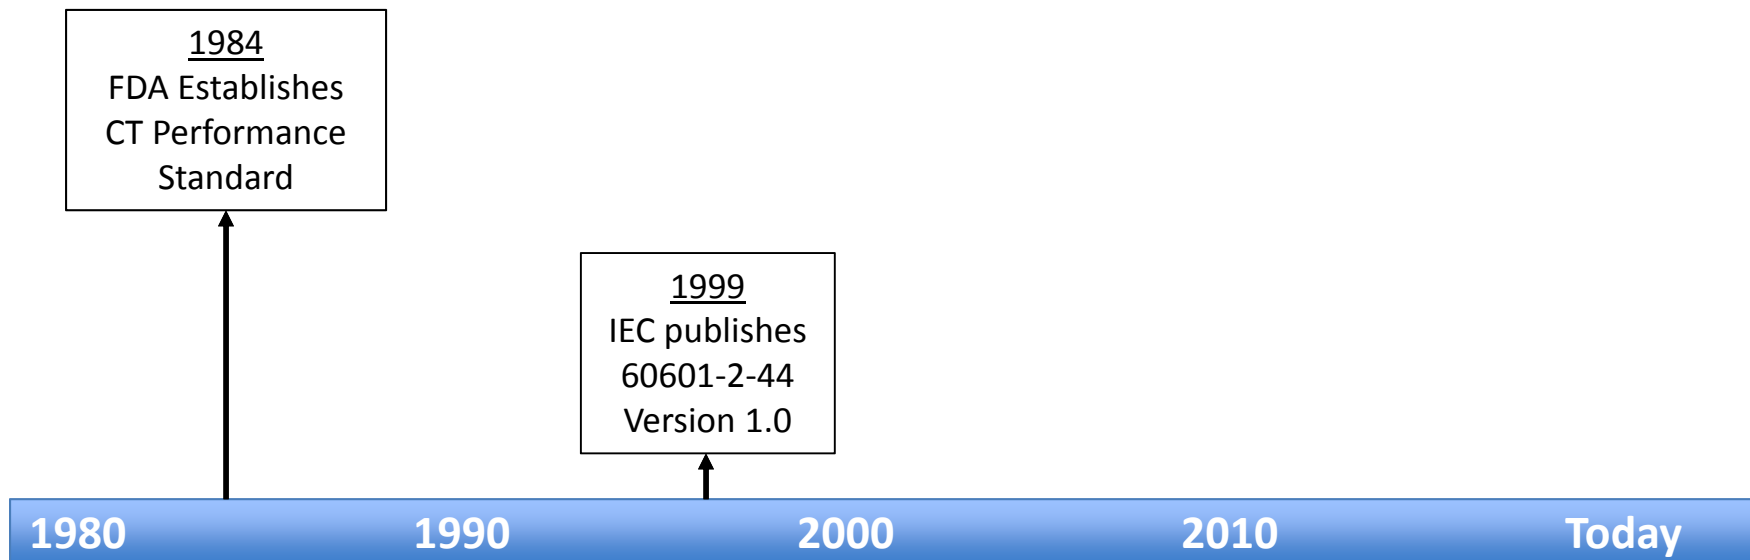 1984
FDA Establishes
CT Performance
Standard
1999
IEC publishes
60601-2-44
Version 1.0
1980 1990 2000 2010 Today